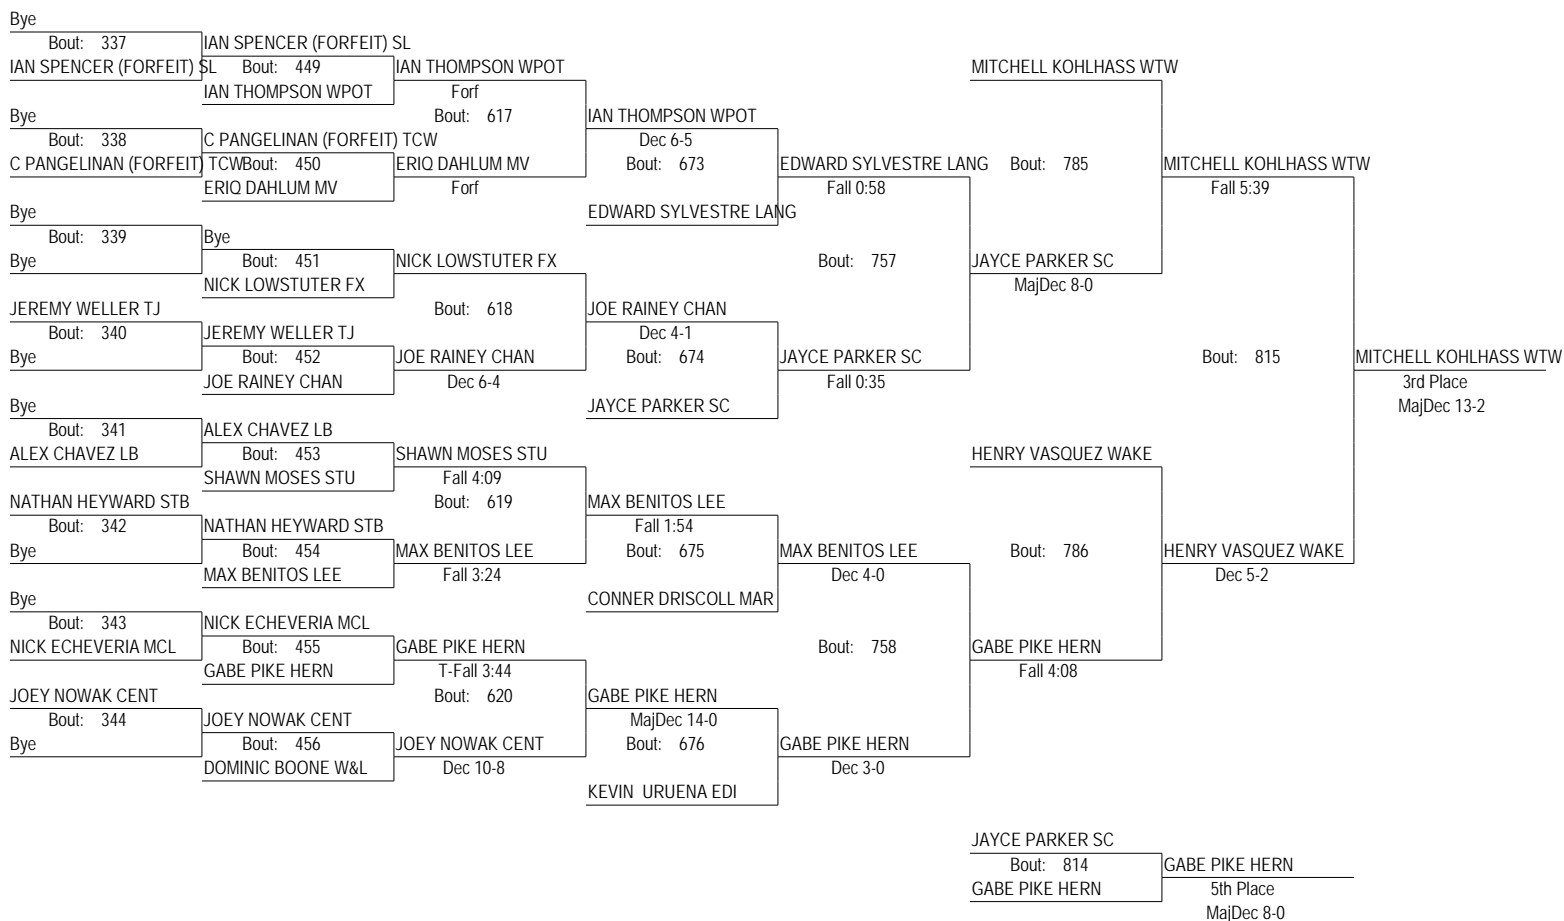 Bye
Bout: 337 IAN SPENCER (FORFEIT) SL
IAN SPENCER (FORFEIT) SL Bout: 449 IAN THOMPSON WPOT MITCHELL KOHLHASS WTW
IAN THOMPSON WPOT Forf
Bye Bout: 617 IAN THOMPSON WPOT
Bout: 338 C PANGELINAN (FORFEIT) TCW Dec 6-5
C PANGELINAN (FORFEIT) TCW Bout: 450 ERIQ DAHLUM MV Bout: 673 EDWARD SYLVESTRE LANG Bout: 785 MITCHELL KOHLHASS WTW
ERIQ DAHLUM MV Forf Fall 0:58 Fall 5:39
Bye EDWARD SYLVESTRE LANG
Bout: 339 Bye
Bye Bout: 451 NICK LOWSTUTER FX Bout: 757 JAYCE PARKER SC
NICK LOWSTUTER FX MajDec 8-0
JEREMY WELLER TJ Bout: 618 JOE RAINEY CHAN
Bout: 340 JEREMY WELLER TJ Dec 4-1
Bye Bout: 452 JOE RAINEY CHAN Bout: 674 JAYCE PARKER SC Bout: 815 MITCHELL KOHLHASS WTW
JOE RAINEY CHAN Dec 6-4 Fall 0:35 3rd Place
Bye JAYCE PARKER SC MajDec 13-2
Bout: 341 ALEX CHAVEZ LB
ALEX CHAVEZ LB Bout: 453 SHAWN MOSES STU HENRY VASQUEZ WAKE
SHAWN MOSES STU Fall 4:09
NATHAN HEYWARD STB Bout: 619 MAX BENITOS LEE
Bout: 342 NATHAN HEYWARD STB Fall 1:54
Bye Bout: 454 MAX BENITOS LEE Bout: 675 MAX BENITOS LEE Bout: 786 HENRY VASQUEZ WAKE
MAX BENITOS LEE Fall 3:24 Dec 4-0 Dec 5-2
Bye CONNER DRISCOLL MAR
Bout: 343 NICK ECHEVERIA MCL
NICK ECHEVERIA MCL Bout: 455 GABE PIKE HERN Bout: 758 GABE PIKE HERN
GABE PIKE HERN T-Fall 3:44 Fall 4:08
JOEY NOWAK CENT Bout: 620 GABE PIKE HERN
Bout: 344 JOEY NOWAK CENT MajDec 14-0
Bye Bout: 456 JOEY NOWAK CENT Bout: 676 GABE PIKE HERN
DOMINIC BOONE W&L Dec 10-8 Dec 3-0
KEVIN URUENA EDI
JAYCE PARKER SC
Bout: 814 GABE PIKE HERN
GABE PIKE HERN 5th Place
MajDec 8-0